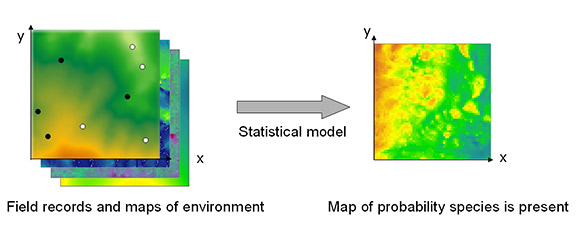 y
x
Field records and maps of environment
Statistical model
y
x
Map of probability species is present